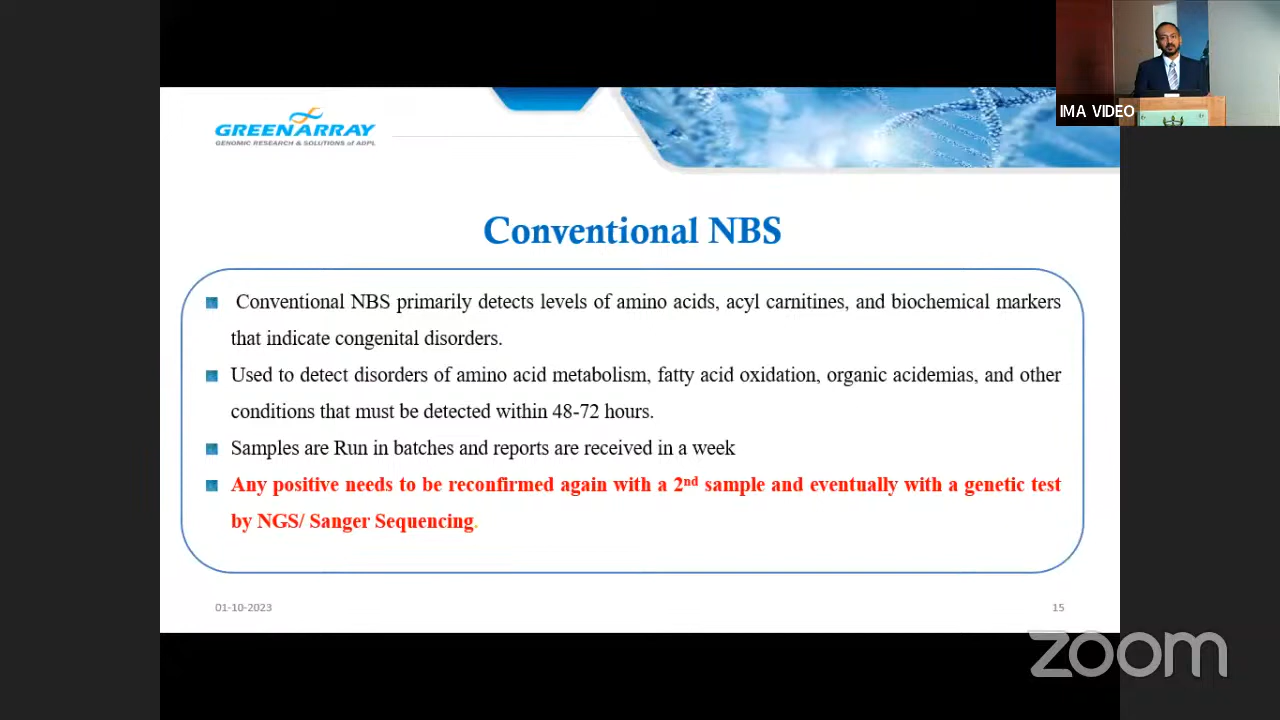 IMA VIDEO
GREENARRAY
GENOMIC RESEARCH & SOLUTIONS of AOPL
Conventional NBS
Conventional NBS primarily detects levels of amino acids, acyl carnitines, and biochemical markers
that indicate congenital disorders.
Used to detect disorders of amino acid metabolism, fatty acid oxidation, organic acidemias, and other
conditions that must be detected within 48-72 hours.
Samples are Run in batches and reports are received in a week
Any positive needs to be reconfirmed again with a 2nd sample and eventually with a genetic test
by NGS/ Sanger Sequencing.
01-10-2023
15
zoom